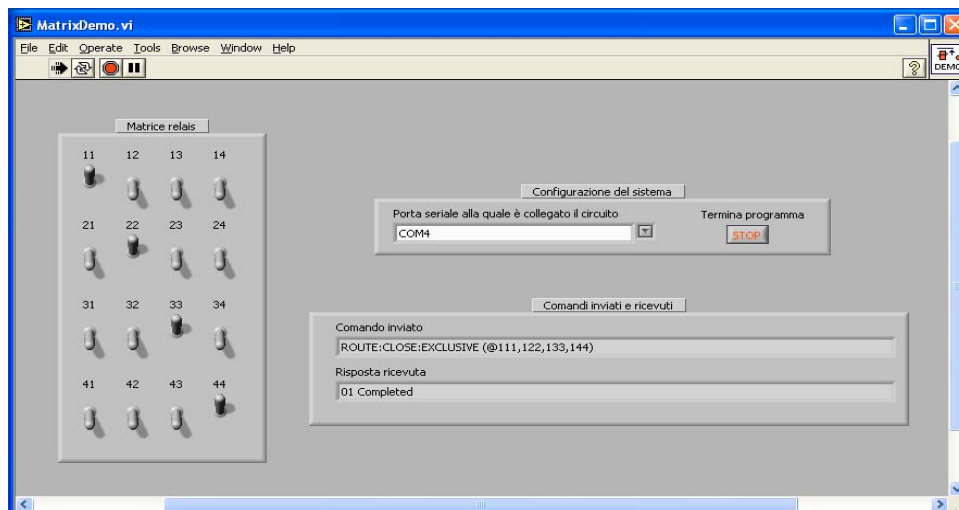 MatrixDemo.vi
File Edit Operate Tools Browse Window Help
? DEMO
Matrice relais
11 12 13 14
21 22 23 24
31 32 33 34
41 42 43 44
Configurazione del sistema
Porta seriale alla quale è collegato il circuito
COM4
Termina programma
STOP
Comandi inviati e ricevuti
Comando inviato
ROUTE:CLOSE:EXCLUSIVE (@111,122,133,144)
Risposta ricevuta
01 Completed